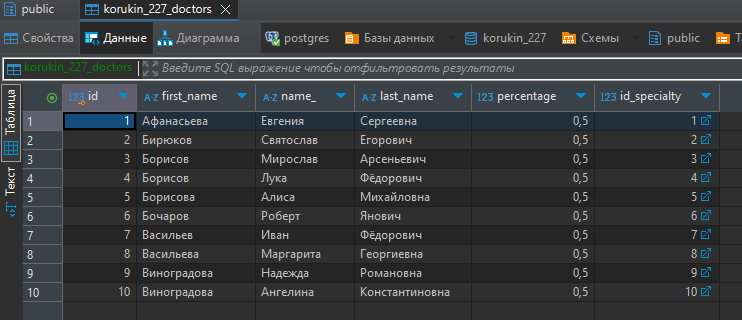 public korukin_227_doctors
Свойства Данные Диаграмма postgres Базы данных korukin_227 Схемы public Т
korukin_227_doctors Введите SQL выражение чтобы отфильтровать результаты
Таблица
Текст
123 id A-Z first_name A-Z name_ A-Z last_name 123 percentage 123 id_specialty
1 1 Афанасьева Евгения Сергеевна 0,5 1
2 2 Бирюков Святослав Егорович 0,5 2
3 3 Борисов Мирослав Арсеньевич 0,5 3
4 4 Борисов Лука Фёдорович 0,5 4
5 5 Борисова Алиса Михайловна 0,5 5
6 6 Бочаров Роберт Янович 0,5 6
7 7 Васильев Иван Фёдорович 0,5 7
8 8 Васильева Маргарита Георгиевна 0,5 8
9 9 Виноградова Надежда Романовна 0,5 9
10 10 Виноградова Ангелина Константиновна 0,5 10